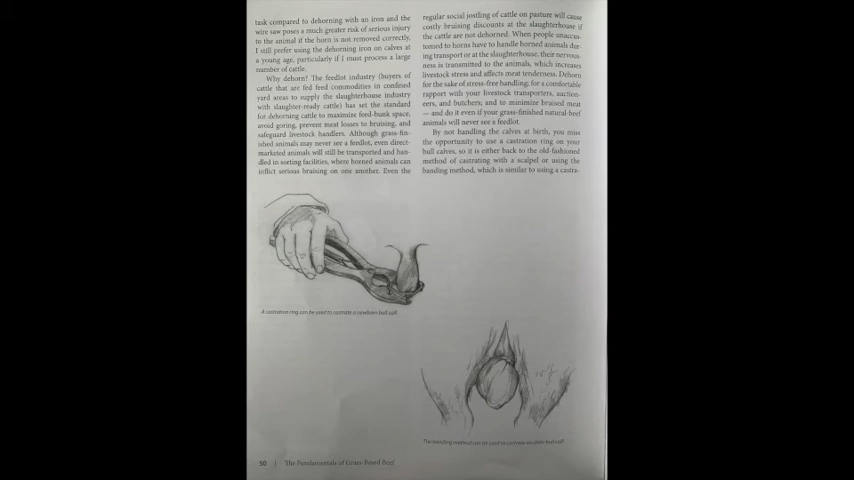 task compared to dehorning with an iron and the
wire saw poses a much greater risk of serious injury
to the animal if the horn is not removed correctly,
I still prefer using the dehorning iron on calves at
a young age, particularly if I must process a large
number of cattle.
Why dehorn? The feedlot industry (buyers of
cattle that are fed feed commodities in confined
yard areas to supply the slaughterhouse industry
with slaughter-ready cattle) has set the standard
for dehorning cattle to maximize feed-bunk space,
avoid goring, prevent meat losses to bruising, and
safeguard livestock handlers. Although grass-fin-
ished animals may never see a feedlot, even direct-
marketed animals will still be transported and han-
dled in sorting facilities, where horned animals can
inflict serious bruising on one another. Even the
regular social jostling of cattle on pasture will cause
costly bruising discounts at the slaughterhouse if
the cattle are not dehorned. When people unaccus-
tomed to horns have to handle horned animals dur-
ing transport or at the slaughterhouse, their nervous-
ness is transmitted to the animals, which increases
livestock stress and affects meat tenderness. Dehorn
for the sake of stress-free handling; for a comfortable
rapport with your livestock transporters, auction-
eers, and butchers; and to minimize bruised meat
— and do it even if your grass-finished natural-beef
animals will never see a feedlot.
By not handling the calves at birth, you miss
the opportunity to use a castration ring on your
bull calves, so it is either back to the old-fashioned
method of castrating with a scalpel or using the
banding method, which is similar to using a castra-
A castration ring can be used to castrate a newborn bull calf.
The banding method can be used to castrate an older bull calf.
50 | The Fundamentals of Grass-Based Beef